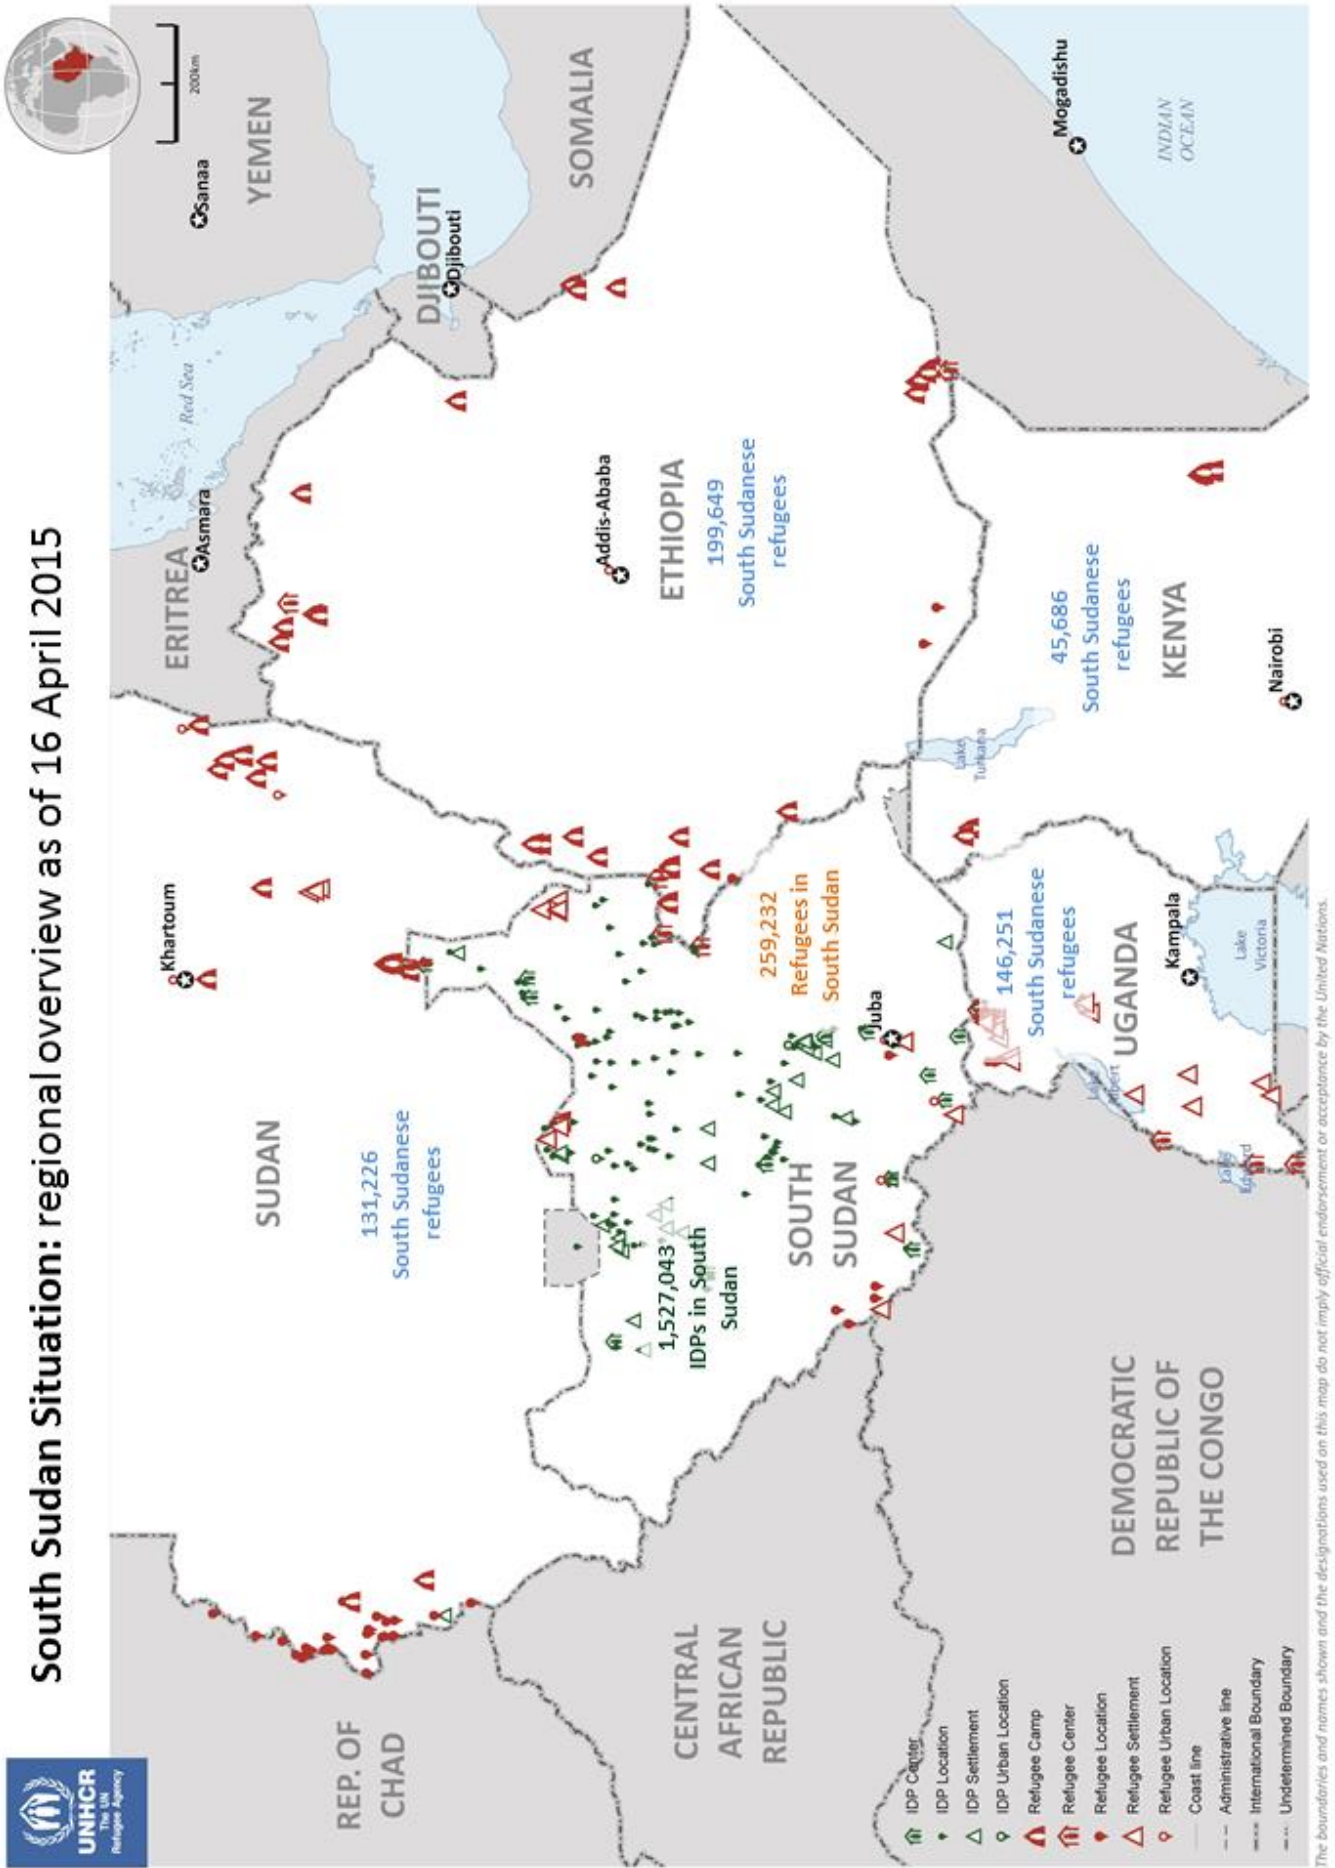 South Sudan Situation: regional overview as of 16 April 2015
UNHCR
The UN
Refugee Agency
200km
Khartoum
ERITREA
Asmara
Red Sea
Sanaa
YEMEN
SUDAN
131,226
South Sudanese
refugees
REP. OF
CHAD
DJIBOUTI
Djibouti
SOMALIA
Addis-Ababa
ETHIOPIA
199,649
South Sudanese
refugees
1,527,043
IDPs in South
Sudan
259,232
Refugees in
South Sudan
SOUTH
SUDAN
Juba
CENTRAL
AFRICAN
REPUBLIC
Lake
Turkana
45,686
South Sudanese
refugees
KENYA
Nairobi
Mogadishu
INDIAN
OCEAN
146,251
South Sudanese
refugees
UGANDA
Kampala
Lake
Victoria
Lake
Albert
Lake
Edward
DEMOCRATIC
REPUBLIC OF
THE CONGO
IDP Center
IDP Location
IDP Settlement
IDP Urban Location
Refugee Camp
Refugee Center
Refugee Location
Refugee Settlement
Refugee Urban Location
Coast line
Administrative line
International Boundary
Undetermined Boundary
The boundaries and names shown and the designations used on this map do not imply official endorsement or acceptance by the United Nations.